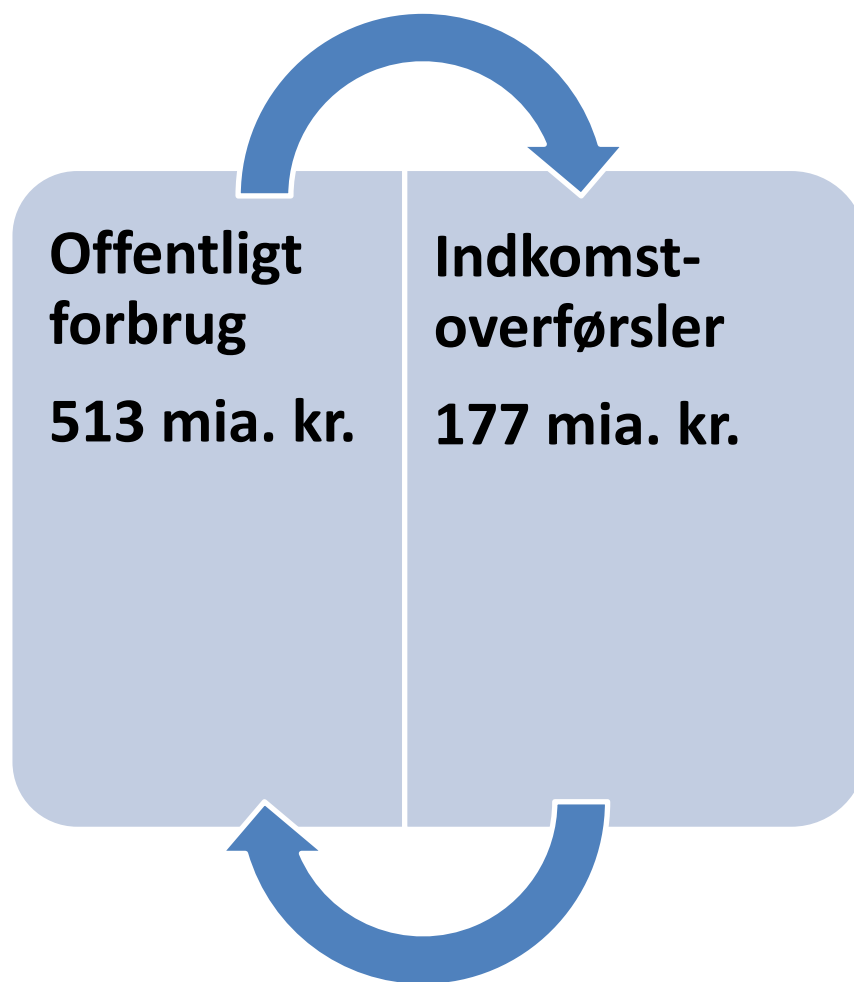 Offentligt
forbrug
513 mia. kr.
Indkomst-
overførsler
177 mia. kr.